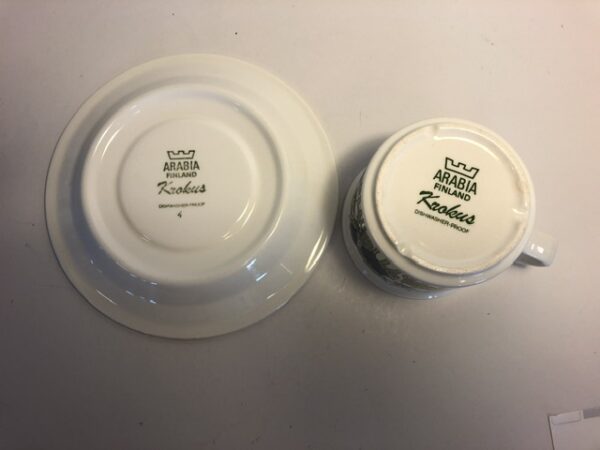 ARABIA
FINLAND
Krokus
DISHWASHER-PROOF
4
ARABIA
FINLAND
Krokus
DISHWASHER-PROOF